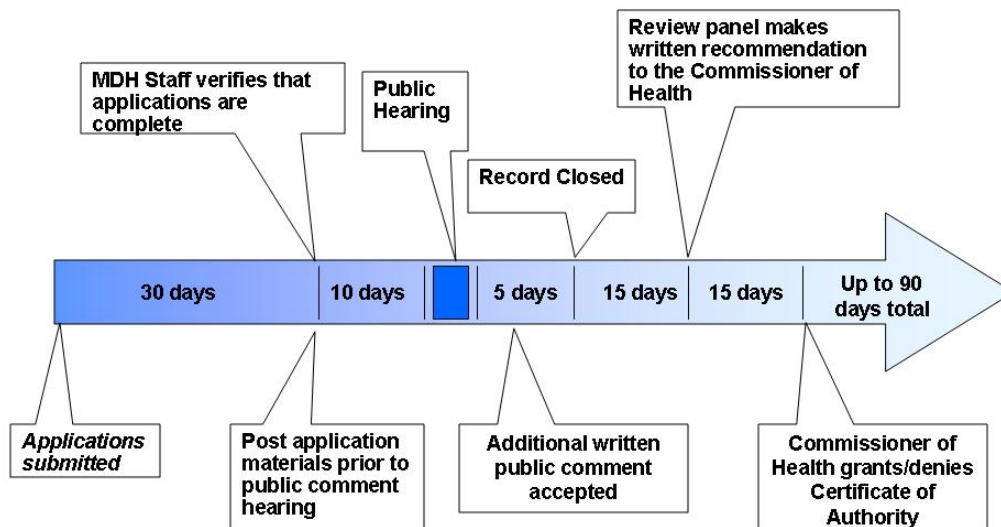 Review panel makes
written recommendation
to the Commissioner of
Health
MDH Staff verifies that
applications are
complete
Public
Hearing
Record Closed
30 days
10 days
5 days
15 days
15 days
Up to 90
days total
Applications
submitted
Post application
materials prior to
public comment
hearing
Additional written
public comment
accepted
Commissioner of
Health grants/denies
Certificate of
Authority